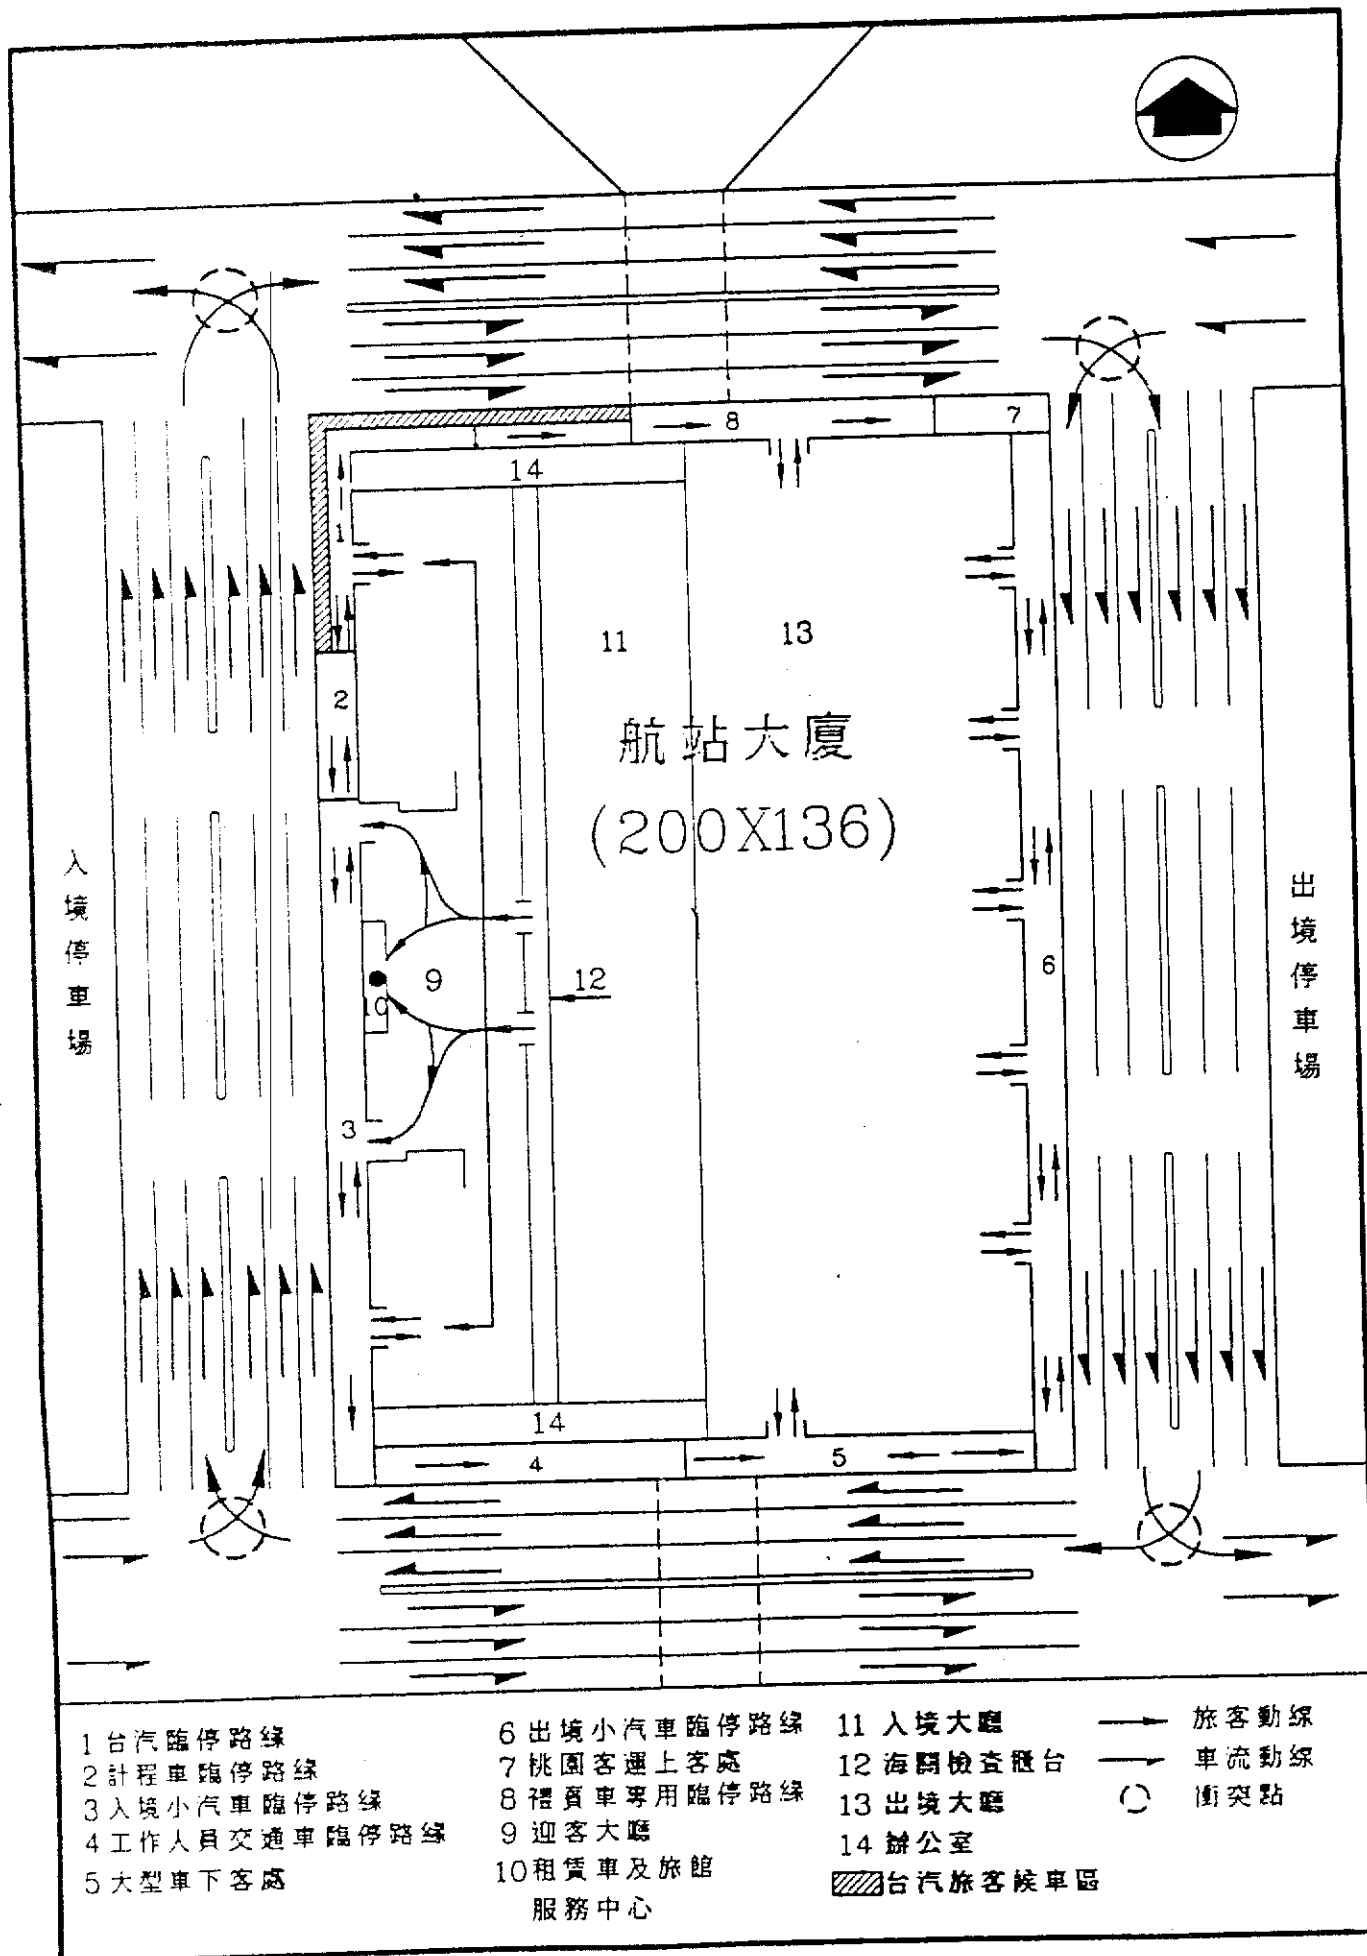 8
7
14
1
11
13
2
航站大廈
(200X136)
入境停車場
出境停車場
6
9
12
10
3
14
4
5
1 台汽臨停路緣
2 計程車臨停路緣
3 入境小汽車臨停路緣
4 工作人員交通車臨停路緣
5 大型車下客處
6 出境小汽車臨停路緣
7 桃園客運上客處
8 禮賓車專用臨停路緣
9 迎客大廳
10 租賃車及旅館
服務中心
11 入境大廳
12 海關檢查櫃台
13 出境大廳
14 辦公室
台汽旅客候車區
旅客動線
車流動線
衝突點